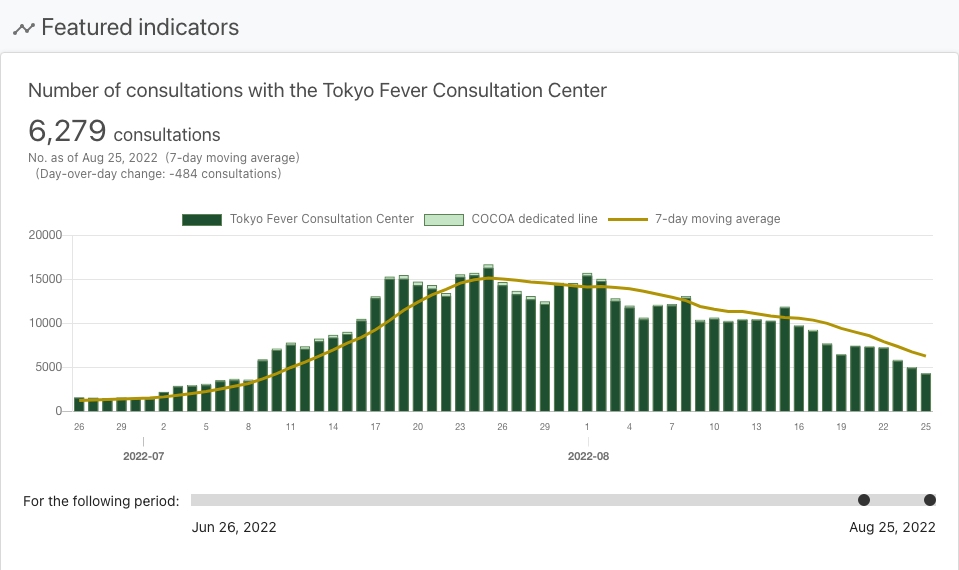 Featured indicators
Number of consultations with the Tokyo Fever Consultation Center
6,279 consultations
No. as of Aug 25, 2022 (7-day moving average)
(Day-over-day change: -484 consultations)
Tokyo Fever Consultation Center COCOA dedicated line 7-day moving average
20000
15000
10000
5000
0
26 29 2 5 8 11 14 17 20 23 26 29 1 4 7 10 13 16 19 22 25
2022-07 2022-08
For the following period:
Jun 26, 2022 Aug 25, 2022